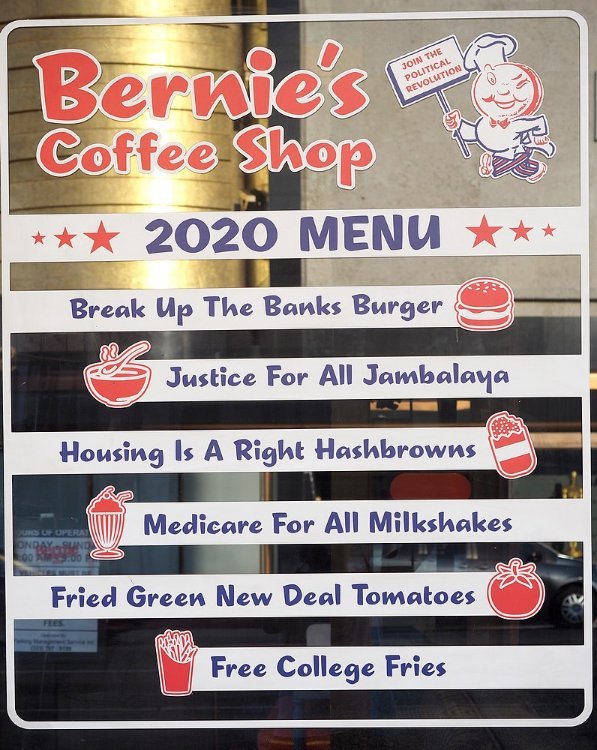 Bernie's
Coffee Shop
JOIN THE
POLITICAL
REVOLUTION
2020 MENU
Break Up The Banks Burger
Justice For All Jambalaya
Housing Is A Right Hashbrowns
Medicare For All Milkshakes
Fried Green New Deal Tomatoes
Free College Fries
FEES.